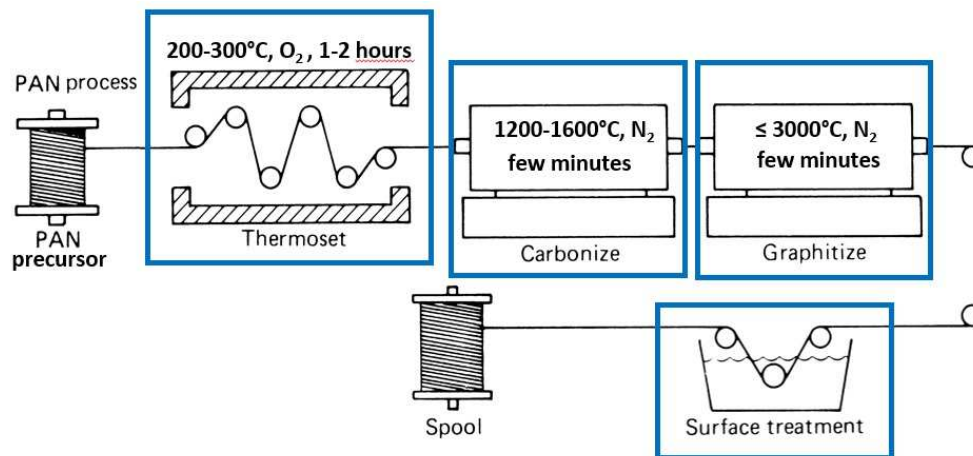 200-300°C, O₂, 1-2 hours
PAN process
1200-1600°C, N₂
few minutes
≤ 3000°C, N₂
few minutes
PAN
precursor
Thermoset
Carbonize
Graphitize
Spool
Surface treatment